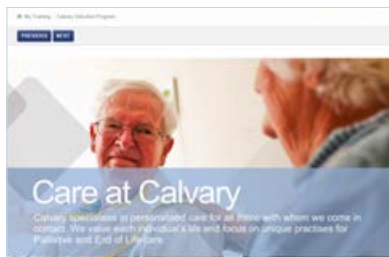 My Training - Calvary Induction Program
PREVIOUS NEXT
Care at Calvary
Calvary specialises in personalised care for all those with whom we come in
contact. We value each individual's life and focus on unique practises for
Palliative and End of Life care.